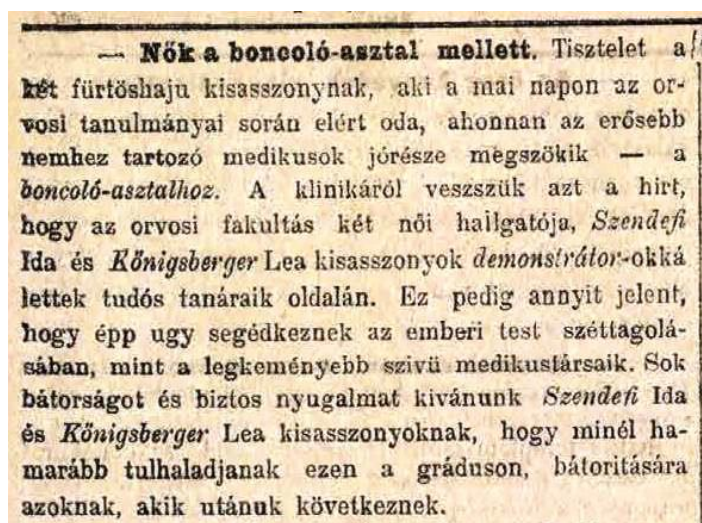 — Nők a boncoló-asztal mellett. Tisztelet a
két fürtöshaju kisasszonynak, aki a mai napon az or-
vosi tanulmányai során elért oda, ahonnan az erősebb
nemhez tartozó medikusok jórésze megszökik — a
boncoló-asztalhoz. A klinikáról veszszük azt a hirt,
hogy az orvosi fakultás két női hallgatója, Szendefi
Ida és Kőnigsberger Lea kisasszonyok demonstrátor-okká
lettek tudós tanáraik oldalán. Ez pedig annyit jelent,
hogy épp ugy segédkeznek az emberi test széttagolá-
sában, mint a legkeményebb szivü medikustársaik. Sok
bátorságot és biztos nyugalmat kivánunk Szendefi Ida
és Kőnigsberger Lea kisasszonyoknak, hogy minél ha-
marább tulhaladjanak ezen a gráduson, bátoritására
azoknak, akik utánuk következnek.